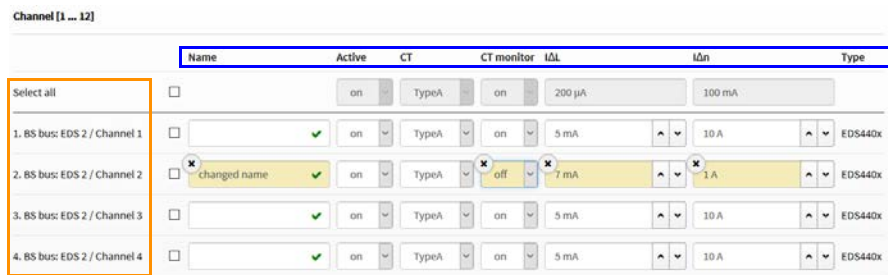 Channel [1 ... 12]
Name Active CT CT monitor IΔL IΔn Type
Select all on TypeA on 200 µA 100 mA
1. BS bus: EDS 2 / Channel 1 on TypeA on 5 mA 10 A EDS440x
2. BS bus: EDS 2 / Channel 2 changed name on TypeA off 7 mA 1 A EDS440x
3. BS bus: EDS 2 / Channel 3 on TypeA on 5 mA 10 A EDS440x
4. BS bus: EDS 2 / Channel 4 on TypeA on 5 mA 10 A EDS440x